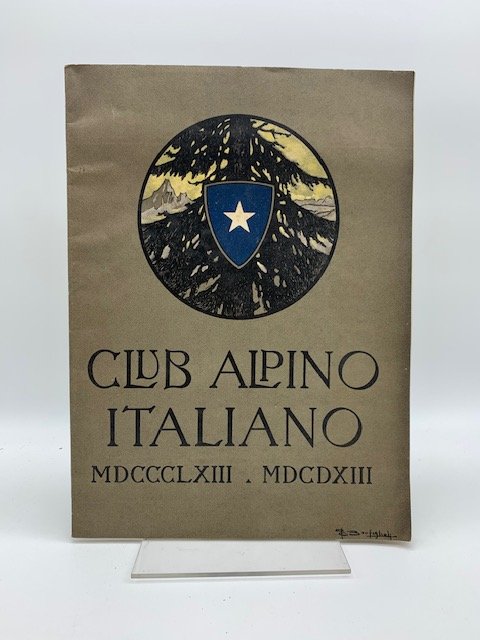 CLUB ALPINO
ITALIANO
MDCCCLXIII . MDCDXIII